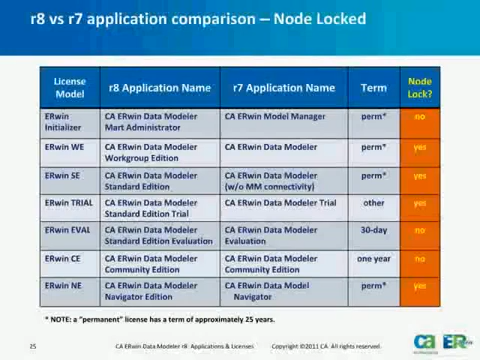 r8 vs r7 application comparison – Node Locked
License Model | r8 Application Name | r7 Application Name | Term | Node Lock?
ERwin Initializer | CA ERwin Data Modeler Mart Administrator | CA ERwin Model Manager | perm* | no
ERwin WE | CA ERwin Data Modeler Workgroup Edition | CA ERwin Data Modeler | perm* | yes
ERwin SE | CA ERwin Data Modeler Standard Edition | CA ERwin Data Modeler (w/o MM connectivity) | perm* | yes
ERwin TRIAL | CA ERwin Data Modeler Standard Edition Trial | CA ERwin Data Modeler Trial | other | yes
ERwin EVAL | CA ERwin Data Modeler Standard Edition Evaluation | CA ERwin Data Modeler Evaluation | 30-day | no
ERwin CE | CA ERwin Data Modeler Community Edition | CA ERwin Data Modeler Community Edition | one year | no
ERwin NE | CA ERwin Data Modeler Navigator Edition | CA ERwin Data Model Navigator | perm* | yes
* NOTE: a "permanent" license has a term of approximately 25 years.
25 CA ERwin Data Modeler r8 Applications & Licenses Copyright ©2011 CA. All rights reserved.
ca ER